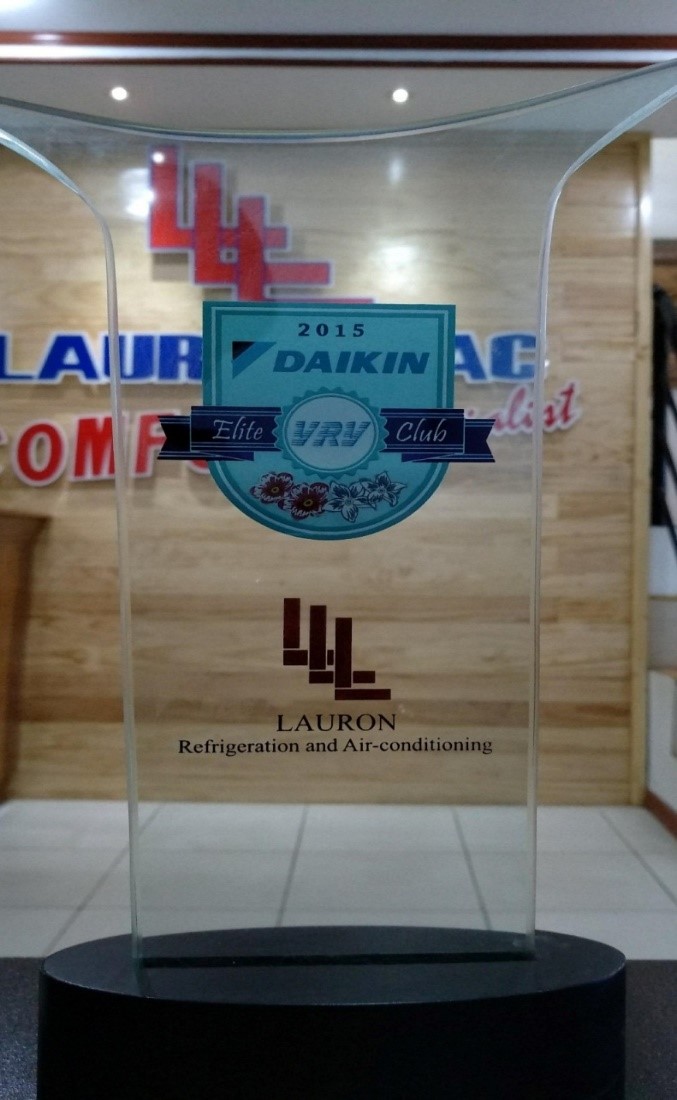 2015
DAIKIN
Elite VRV Club
LAURON
Refrigeration and Air-conditioning